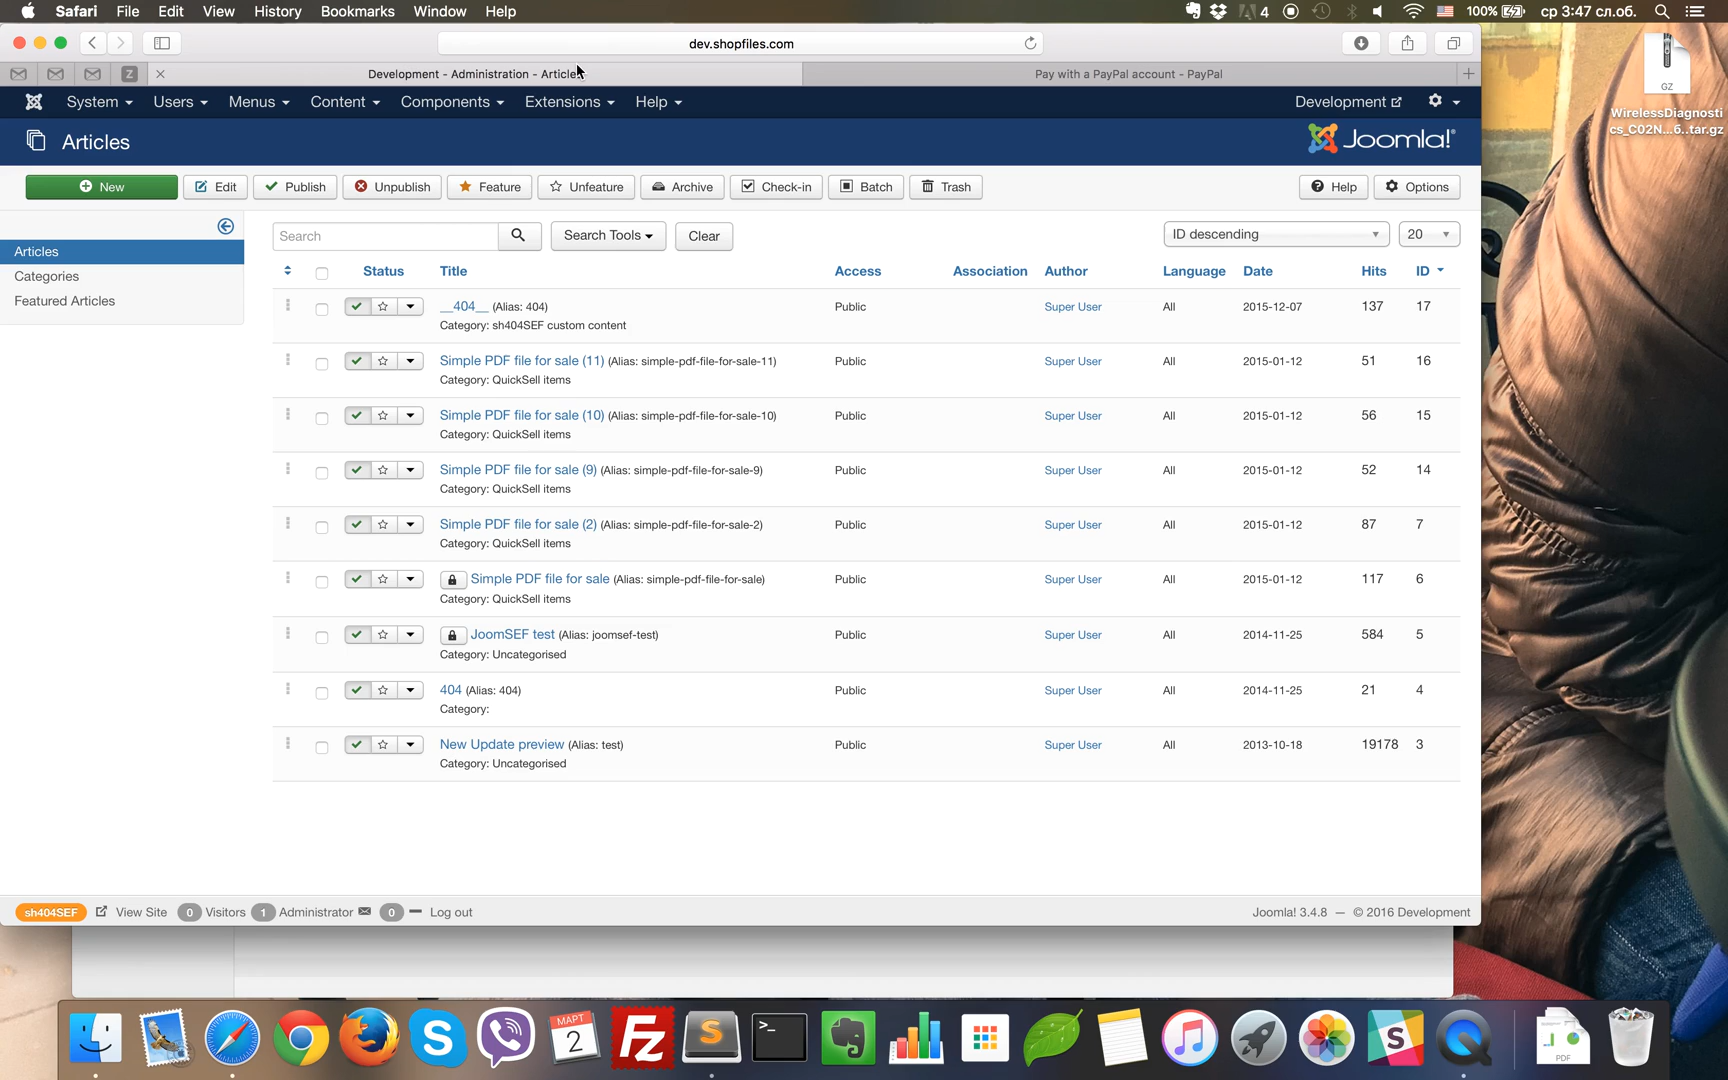 Safari File Edit View History Bookmarks Window Help 4 100% ср 3:47 сл.об.
dev.shopfiles.com
Z Development - Administration - Article Pay with a PayPal account - PayPal
System Users Menus Content Components Extensions Help Development
Articles Joomla!
New Edit Publish Unpublish Feature Unfeature Archive Check-in Batch Trash Help Options
Search Search Tools Clear ID descending 20
Articles
Categories
Featured Articles
Status Title Access Association Author Language Date Hits ID
__404__ (Alias: 404) Public Super User All 2015-12-07 137 17
Category: sh404SEF custom content
Simple PDF file for sale (11) (Alias: simple-pdf-file-for-sale-11) Public Super User All 2015-01-12 51 16
Category: QuickSell items
Simple PDF file for sale (10) (Alias: simple-pdf-file-for-sale-10) Public Super User All 2015-01-12 56 15
Category: QuickSell items
Simple PDF file for sale (9) (Alias: simple-pdf-file-for-sale-9) Public Super User All 2015-01-12 52 14
Category: QuickSell items
Simple PDF file for sale (2) (Alias: simple-pdf-file-for-sale-2) Public Super User All 2015-01-12 87 7
Category: QuickSell items
Simple PDF file for sale (Alias: simple-pdf-file-for-sale) Public Super User All 2015-01-12 117 6
Category: QuickSell items
JoomSEF test (Alias: joomsef-test) Public Super User All 2014-11-25 584 5
Category: Uncategorised
404 (Alias: 404) Public Super User All 2014-11-25 21 4
Category:
New Update preview (Alias: test) Public Super User All 2013-10-18 19178 3
Category: Uncategorised
sh404SEF View Site 0 Visitors 1 Administrator 0 Log out Joomla! 3.4.8 — © 2016 Development
GZ
WirelessDiagnosti
cs_C02N...б..tar.gz
МАРТ
2
Fz
S
>_
PDF